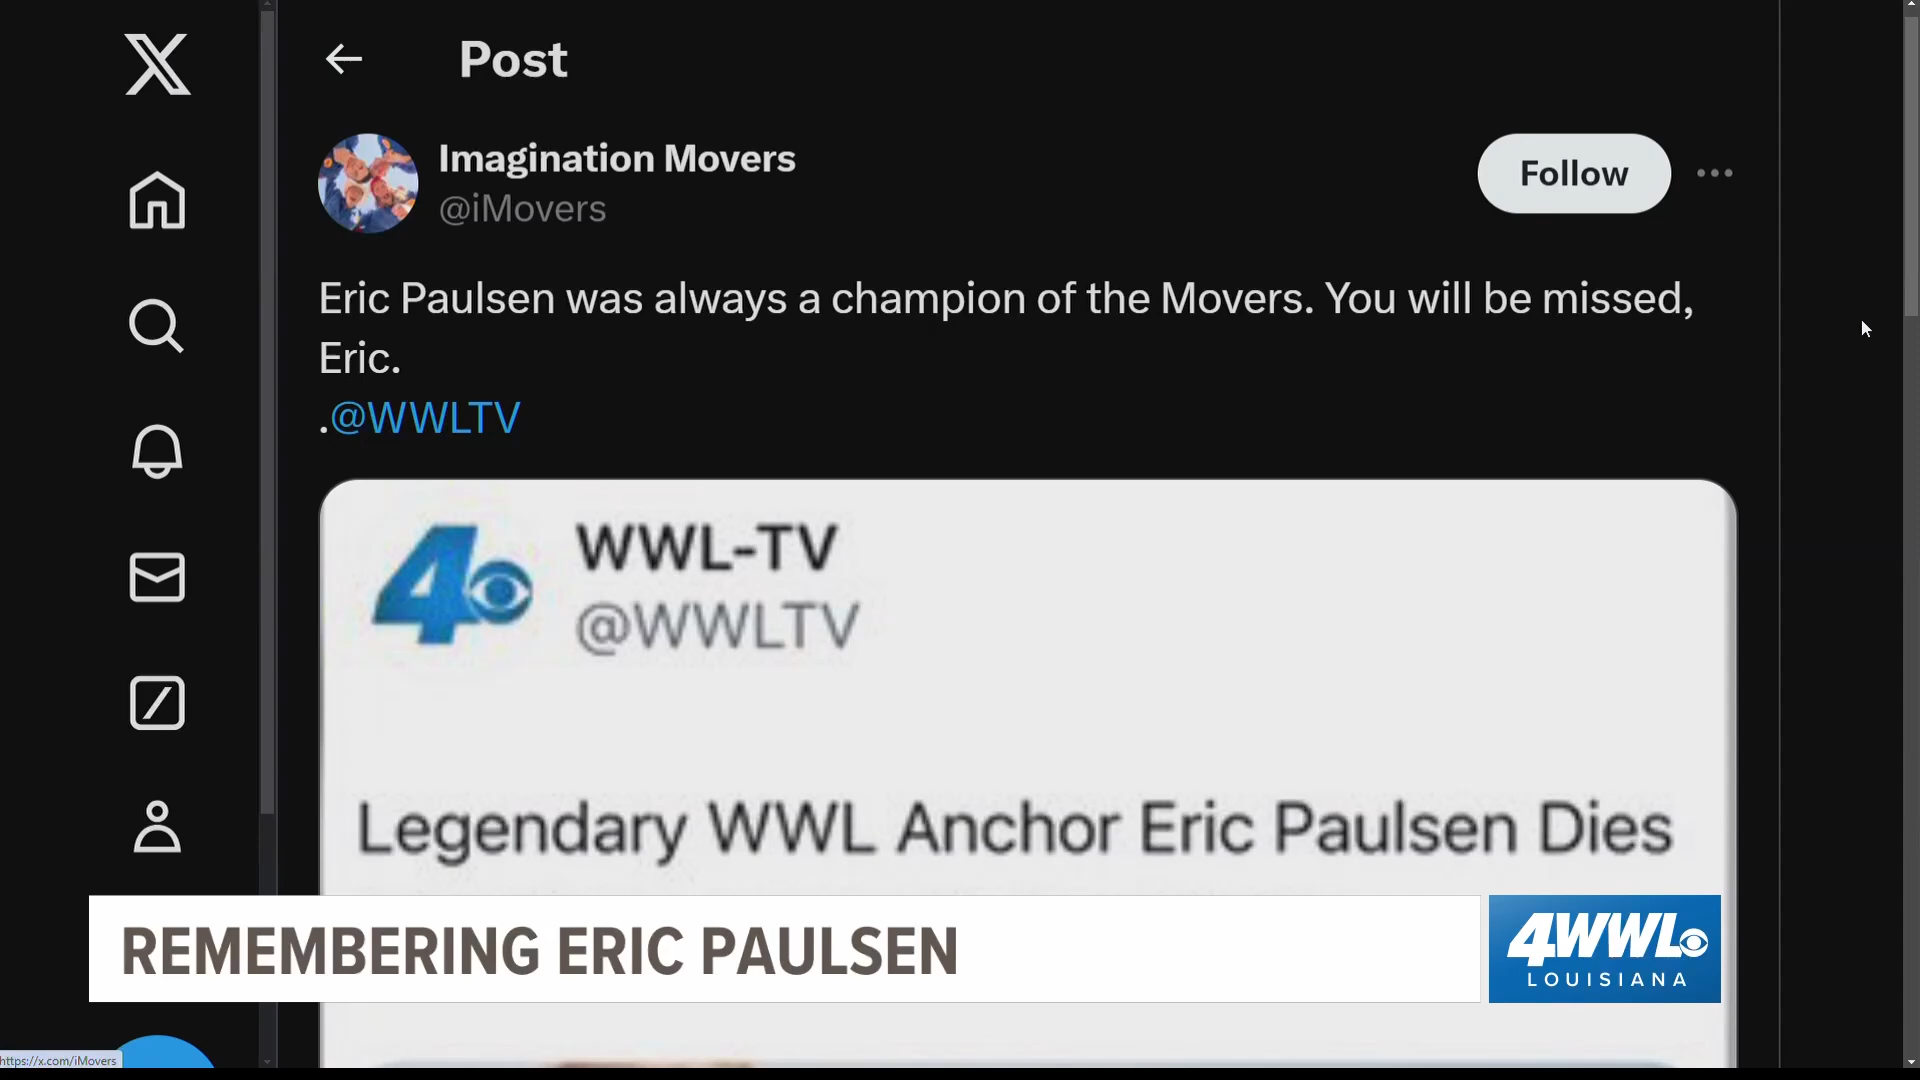 Post
Imagination Movers
@iMovers
Follow
Eric Paulsen was always a champion of the Movers. You will be missed,
Eric.
.@WWLTV
4
WWL-TV
@WWLTV
Legendary WWL Anchor Eric Paulsen Dies
REMEMBERING ERIC PAULSEN
4WWL
LOUISIANA
https://x.com/iMovers